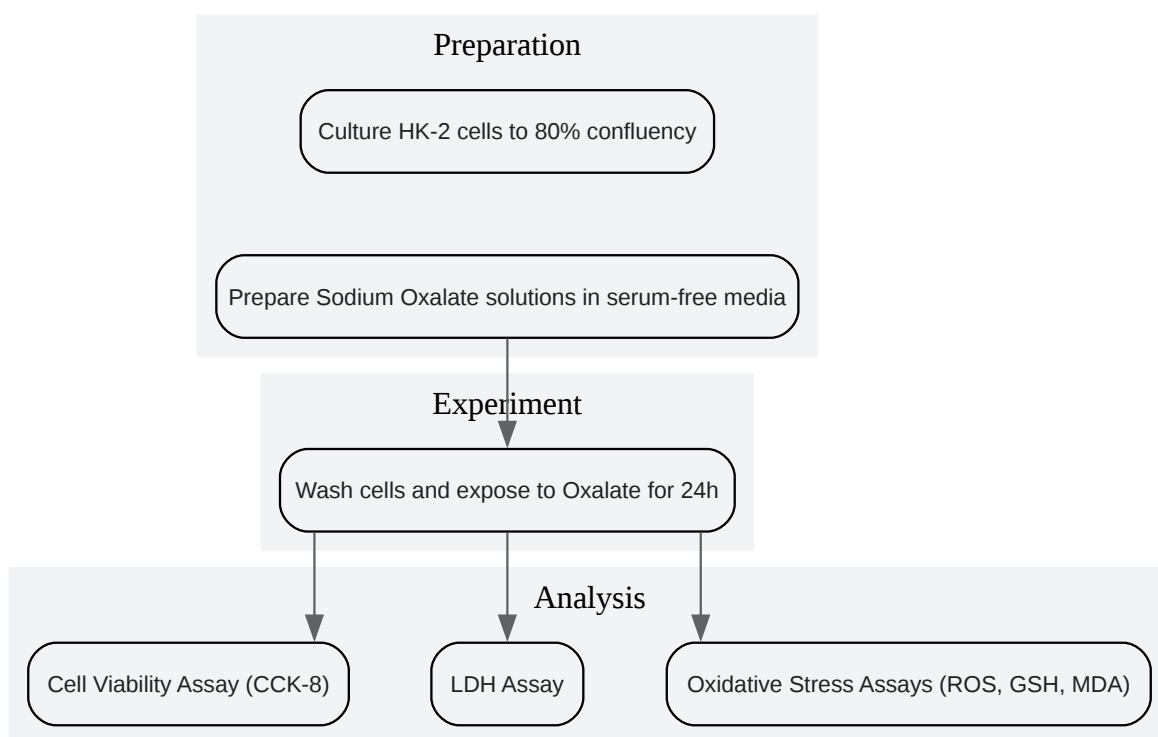 Preparation
Culture HK-2 cells to 80% confluency
Prepare Sodium Oxalate solutions in serum-free media
Experiment
Wash cells and expose to Oxalate for 24h
Analysis
Cell Viability Assay (CCK-8)
LDH Assay
Oxidative Stress Assays (ROS, GSH, MDA)